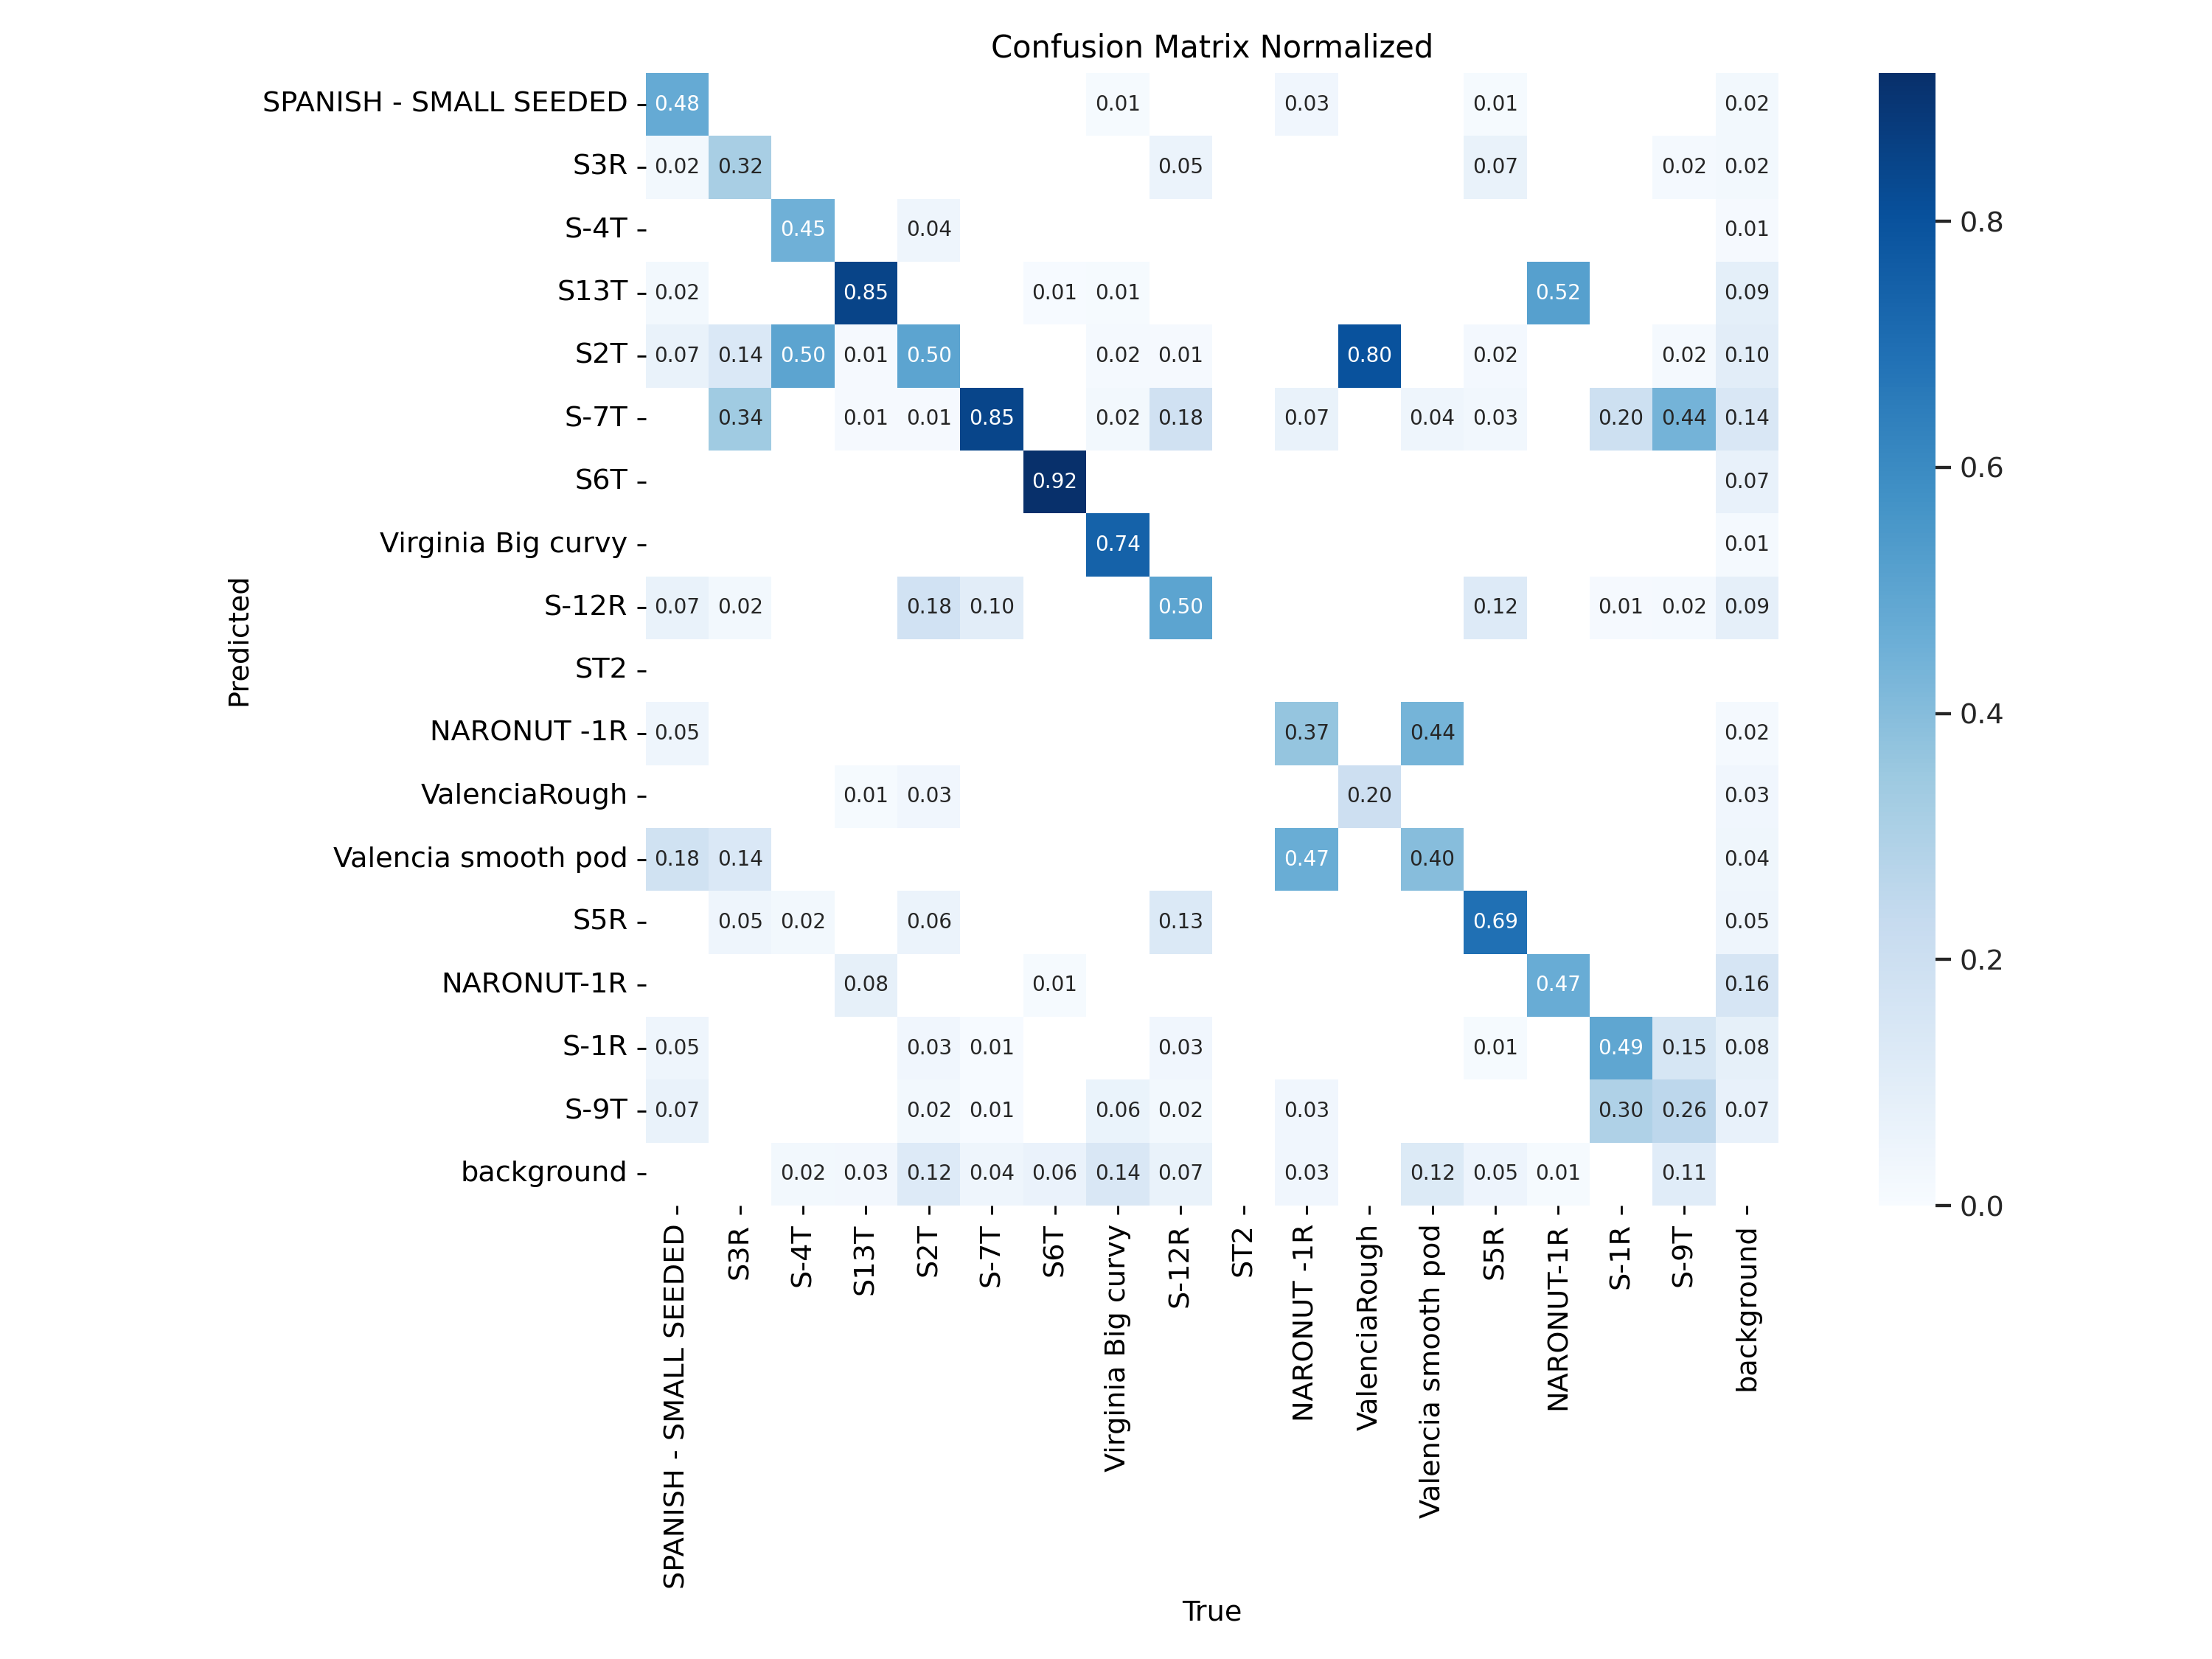 Confusion Matrix Normalized
SPANISH - SMALL SEEDED 0.48 0.01 0.03 0.01 0.02
S3R 0.02 0.32 0.05 0.07 0.02 0.02
S-4T 0.45 0.04 0.01
S13T 0.02 0.85 0.01 0.01 0.52 0.09
S2T 0.07 0.14 0.50 0.01 0.50 0.02 0.01 0.80 0.02 0.02 0.10
S-7T 0.34 0.01 0.01 0.85 0.02 0.18 0.07 0.04 0.03 0.20 0.44 0.14
S6T 0.92 0.07
Virginia Big curvy 0.74 0.01
S-12R 0.07 0.02 0.18 0.10 0.50 0.12 0.01 0.02 0.09
ST2
NARONUT -1R 0.05 0.37 0.44 0.02
ValenciaRough 0.01 0.03 0.20 0.03
Valencia smooth pod 0.18 0.14 0.47 0.40 0.04
S5R 0.05 0.02 0.06 0.13 0.69 0.05
NARONUT-1R 0.08 0.01 0.47 0.16
S-1R 0.05 0.03 0.01 0.03 0.01 0.49 0.15 0.08
S-9T 0.07 0.02 0.01 0.06 0.02 0.03 0.30 0.26 0.07
background 0.02 0.03 0.12 0.04 0.06 0.14 0.07 0.03 0.12 0.05 0.01 0.11
Predicted
SPANISH - SMALL SEEDED
S3R
S-4T
S13T
S2T
S-7T
S6T
Virginia Big curvy
S-12R
ST2
NARONUT -1R
ValenciaRough
Valencia smooth pod
S5R
NARONUT-1R
S-1R
S-9T
background
True
0.8
0.6
0.4
0.2
0.0